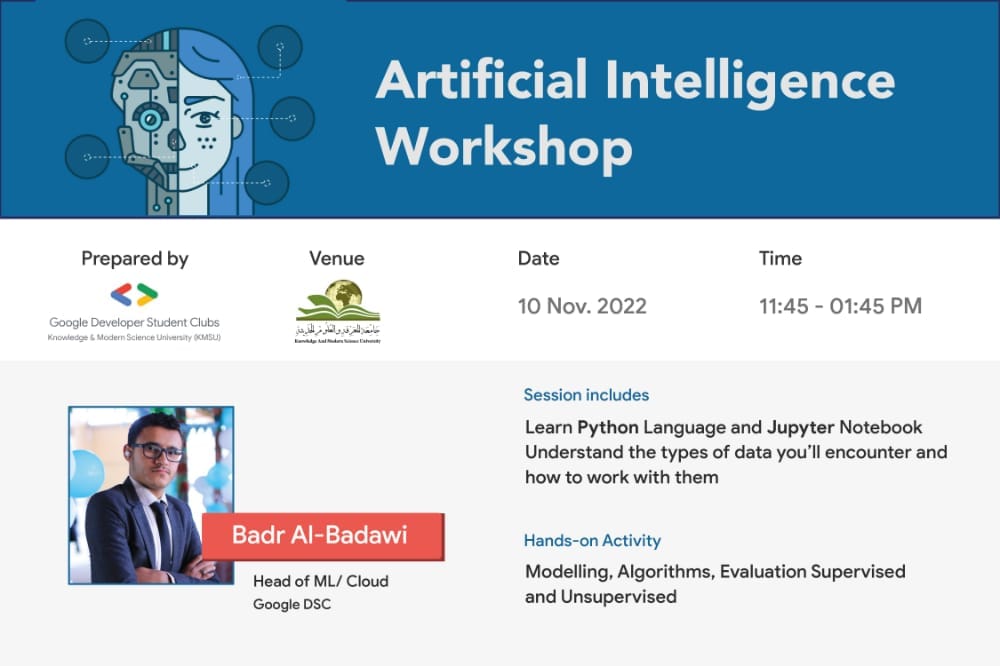 Artificial Intelligence
Workshop
Prepared by
Google Developer Student Clubs
Knowledge & Modern Science University (KMSU)
Venue
جامعة المعرفة والعلوم الحديثة
Knowledge And Modern Science University
Date
10 Nov. 2022
Time
11:45 - 01:45 PM
Badr Al-Badawi
Head of ML/ Cloud
Google DSC
Session includes
Learn Python Language and Jupyter Notebook
Understand the types of data you’ll encounter and
how to work with them
Hands-on Activity
Modelling, Algorithms, Evaluation Supervised
and Unsupervised